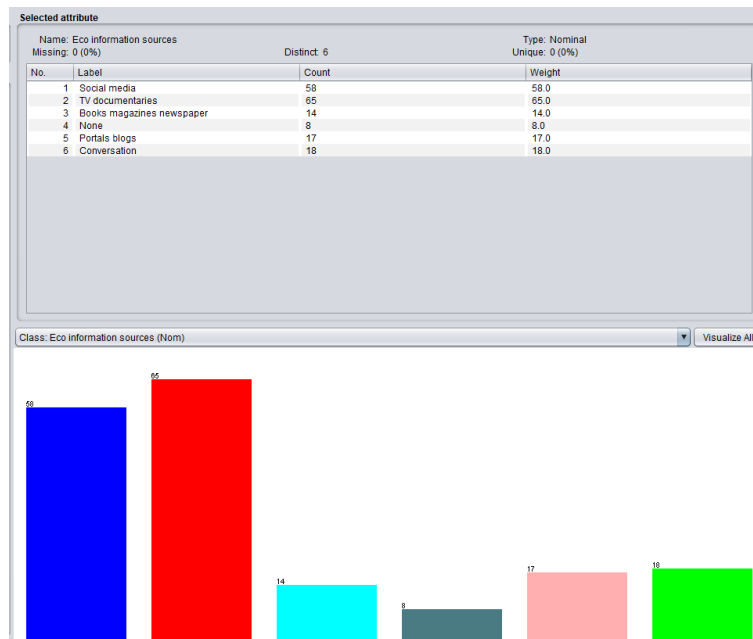 Selected attribute
Name: Eco information sources Type: Nominal
Missing: 0 (0%) Distinct: 6 Unique: 0 (0%)
No. Label Count Weight
1 Social media 58 58.0
2 TV documentaries 65 65.0
3 Books magazines newspaper 14 14.0
4 None 8 8.0
5 Portals blogs 17 17.0
6 Conversation 18 18.0
Class: Eco information sources (Nom) Visualize All
65
58
18
17
14
8